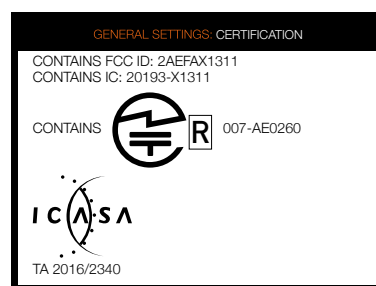 GENERAL SETTINGS: CERTIFICATION
CONTAINS FCC ID: 2AEFAX1311
CONTAINS IC: 20193-X1311
CONTAINS R 007-AE0260
ICASA
TA 2016/2340